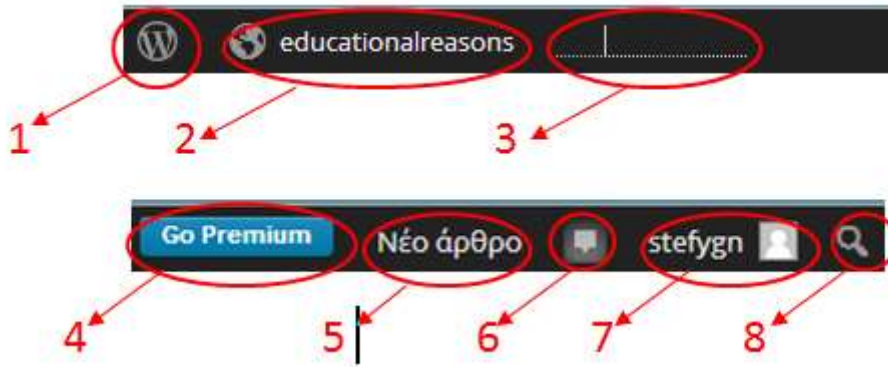 educationalreasons
1 2 3
Go Premium Νέο άρθρο stefygn
4 5 6 7 8